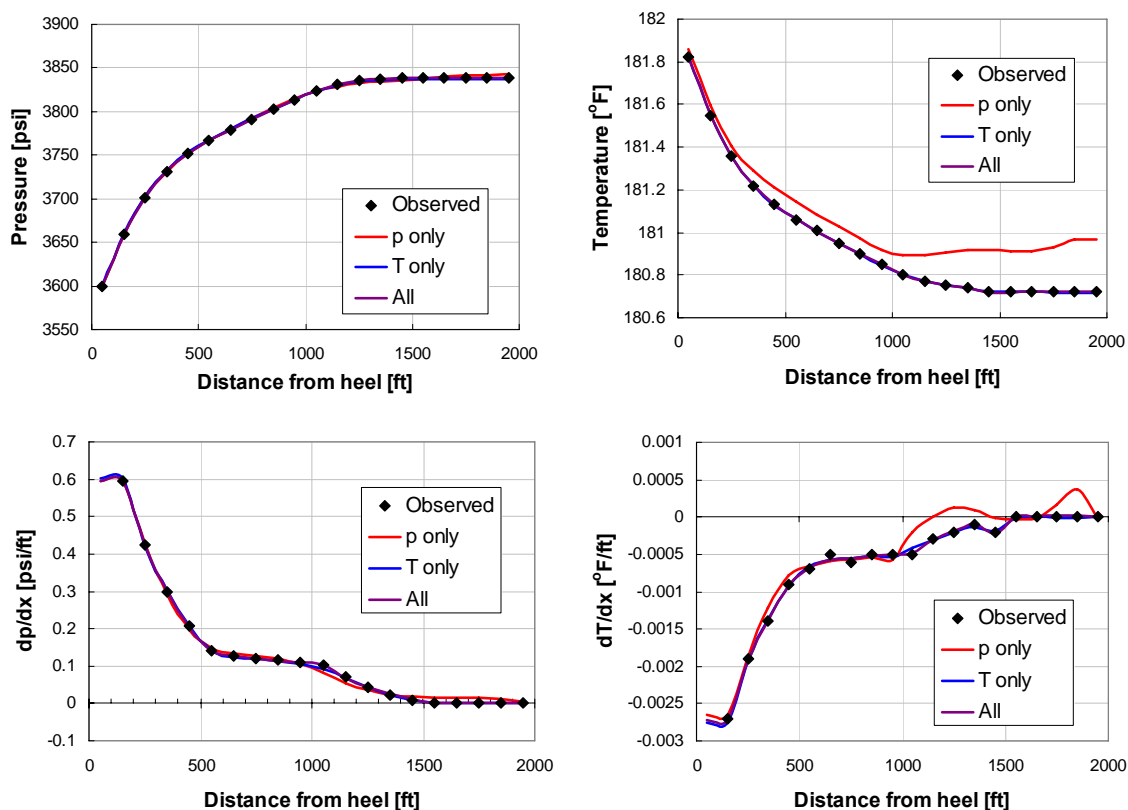 3900
3850
3800
3750
3700
3650
3600
3550
Pressure [psi]
Observed
p only
T only
All
0 500 1000 1500 2000
Distance from heel [ft]
182
181.8
181.6
181.4
181.2
181
180.8
180.6
Temperature [°F]
Observed
p only
T only
All
0 500 1000 1500 2000
Distance from heel [ft]
0.7
0.6
0.5
0.4
0.3
0.2
0.1
0
-0.1
dp/dx [psi/ft]
Observed
p only
T only
All
0 500 1000 1500 2000
Distance from heel [ft]
0.001
0.0005
0
-0.0005
-0.001
-0.0015
-0.002
-0.0025
-0.003
dT/dx [°F/ft]
Observed
p only
T only
All
0 500 1000 1500 2000
Distance from heel [ft]